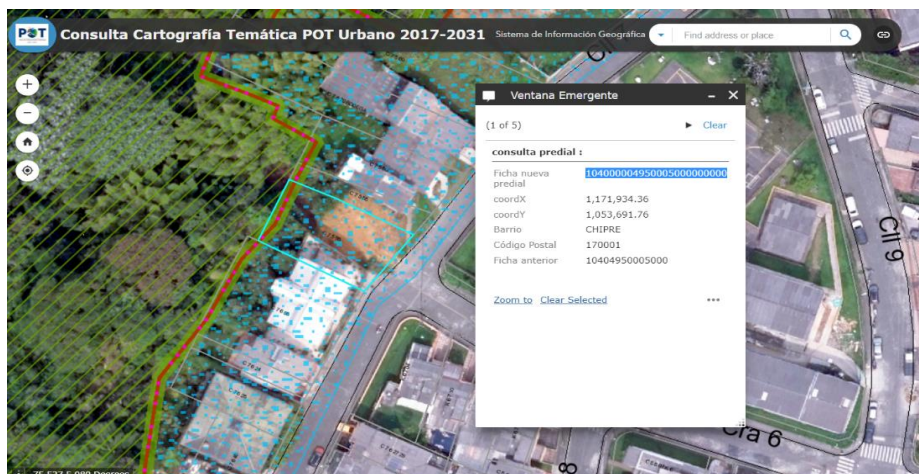 POT
Consulta Cartografía Temática POT Urbano 2017-2031
Sistema de Información Geográfica
Find address or place
Ventana Emergente
(1 of 5)
Clear
consulta predial :
Ficha nueva predial 104000004950005000000000
coordX 1,171,934.36
coordY 1,053,691.76
Barrio CHIPRE
Código Postal 170001
Ficha anterior 10404950005000
Zoom to Clear Selected
Cll 9
Cra 6
8